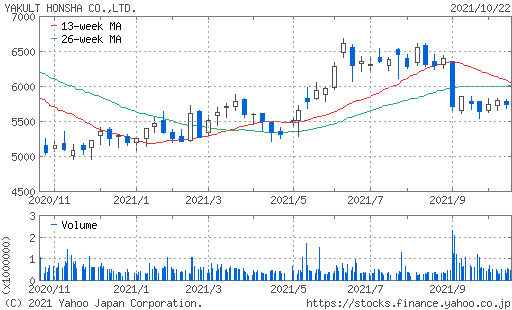 YAKULT HONSHA CO.,LTD. 2021/10/22
7000
13-week MA
26-week MA
6500
6000
5500
5000
4500
2020/11 2021/1 2021/3 2021/5 2021/7 2021/9
3
Volume
2
1
0
(x1000000)
2020/11 2021/1 2021/3 2021/5 2021/7 2021/9
(C) 2021 Yahoo Japan Corporation. https://stocks.finance.yahoo.co.jp/